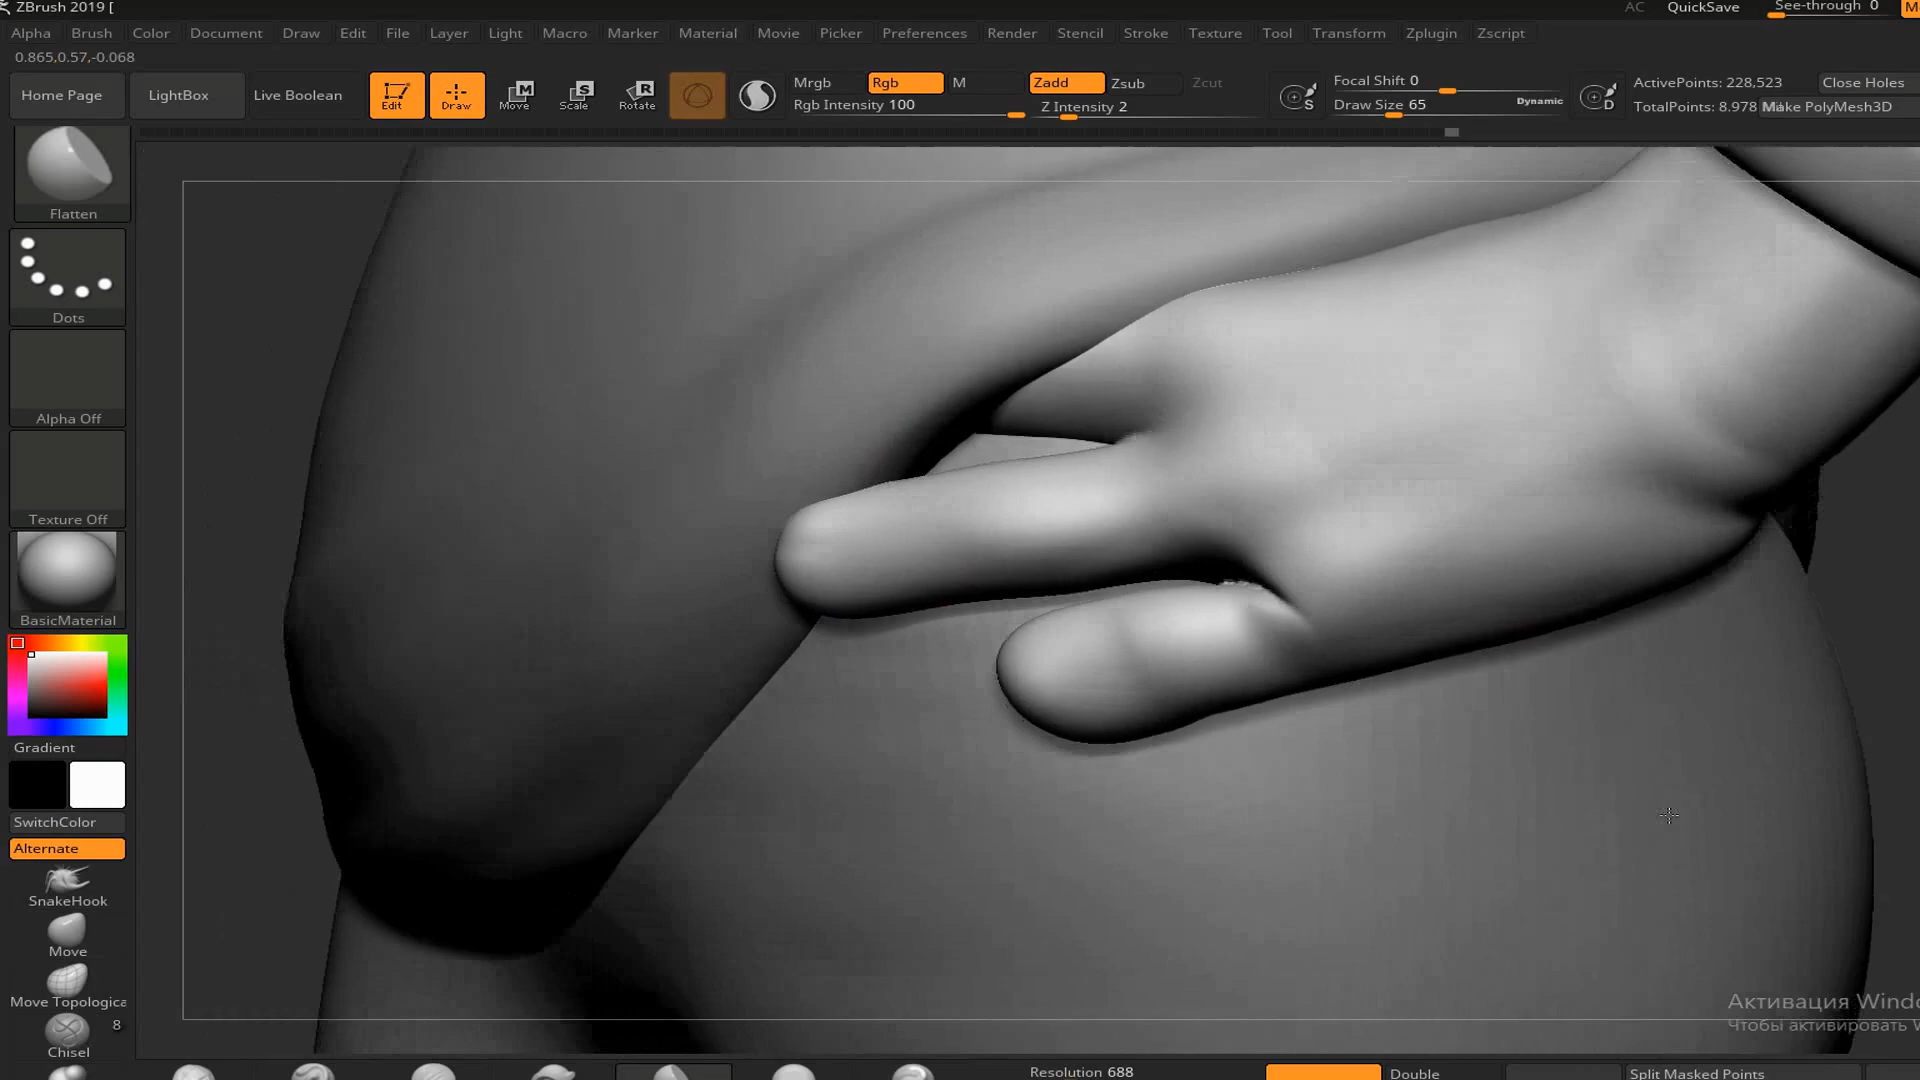 ZBrush 2019 [
AC QuickSave See-through 0
Alpha Brush Color Document Draw Edit File Layer Light Macro Marker Material Movie Picker Preferences Render Stencil Stroke Texture Tool Transform Zplugin Zscript
0.865,0.57,-0.068
Home Page LightBox Live Boolean Edit Draw Move Scale Rotate
Mrgb Rgb M Zadd Zsub Zcut
Rgb Intensity 100 Z Intensity 2
Focal Shift 0
Draw Size 65 Dynamic
ActivePoints: 228,523 Close Holes
TotalPoints: 8.978 Make PolyMesh3D
S
D
Flatten
Dots
Alpha Off
Texture Off
BasicMaterial
Gradient
SwitchColor
Alternate
SnakeHook
Move
Move Topologica
8
Chisel
Активация Windo
Чтобы активировать W
Resolution 688 Double Split Masked Points